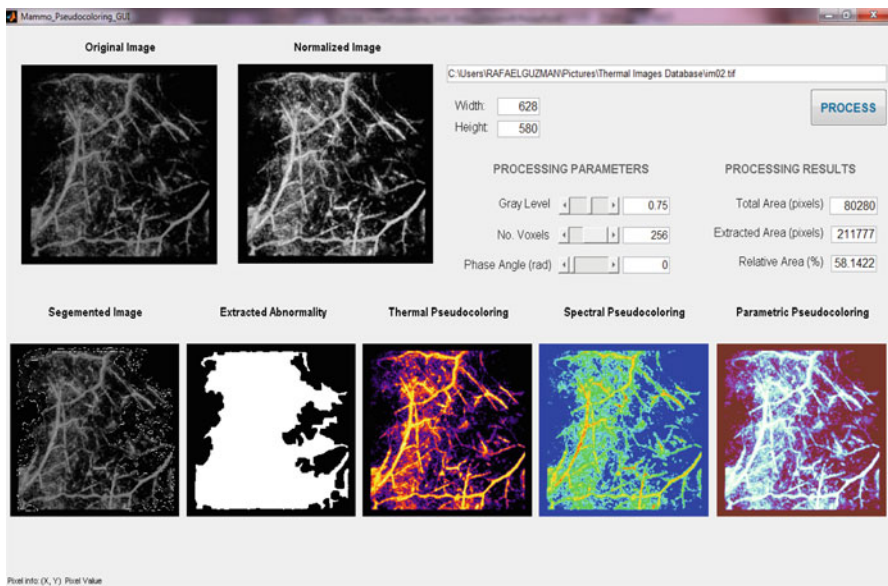 Mammo_Pseudocoloring_GUI
Original Image
Normalized Image
C:\Users\RAFAELGUZMAN\Pictures\Thermal Images Database\im02.tif
Width: 628
Height: 580
PROCESS
PROCESSING PARAMETERS
Gray Level 0.75
No. Voxels 256
Phase Angle (rad) 0
PROCESSING RESULTS
Total Area (pixels) 80280
Extracted Area (pixels) 211777
Relative Area (%) 58.1422
Segemented Image
Extracted Abnormality
Thermal Pseudocoloring
Spectral Pseudocoloring
Parametric Pseudocoloring
Pixel info: (X, Y) Pixel Value